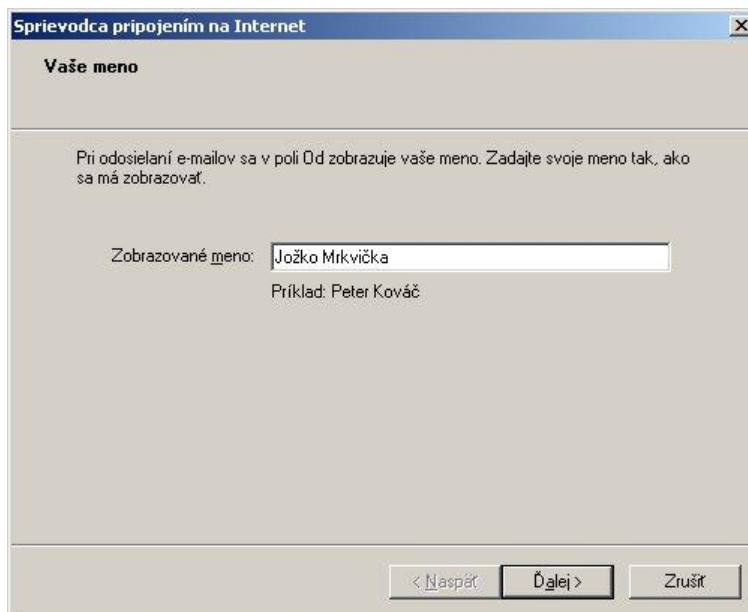 Sprievodca pripojením na Internet
Vaše meno
Pri odosielaní e-mailov sa v poli Od zobrazuje vaše meno. Zadajte svoje meno tak, ako
sa má zobrazovať.
Zobrazované meno: Jožko Mrkvička
Príklad: Peter Kováč
< Naspäť Ďalej > Zrušiť